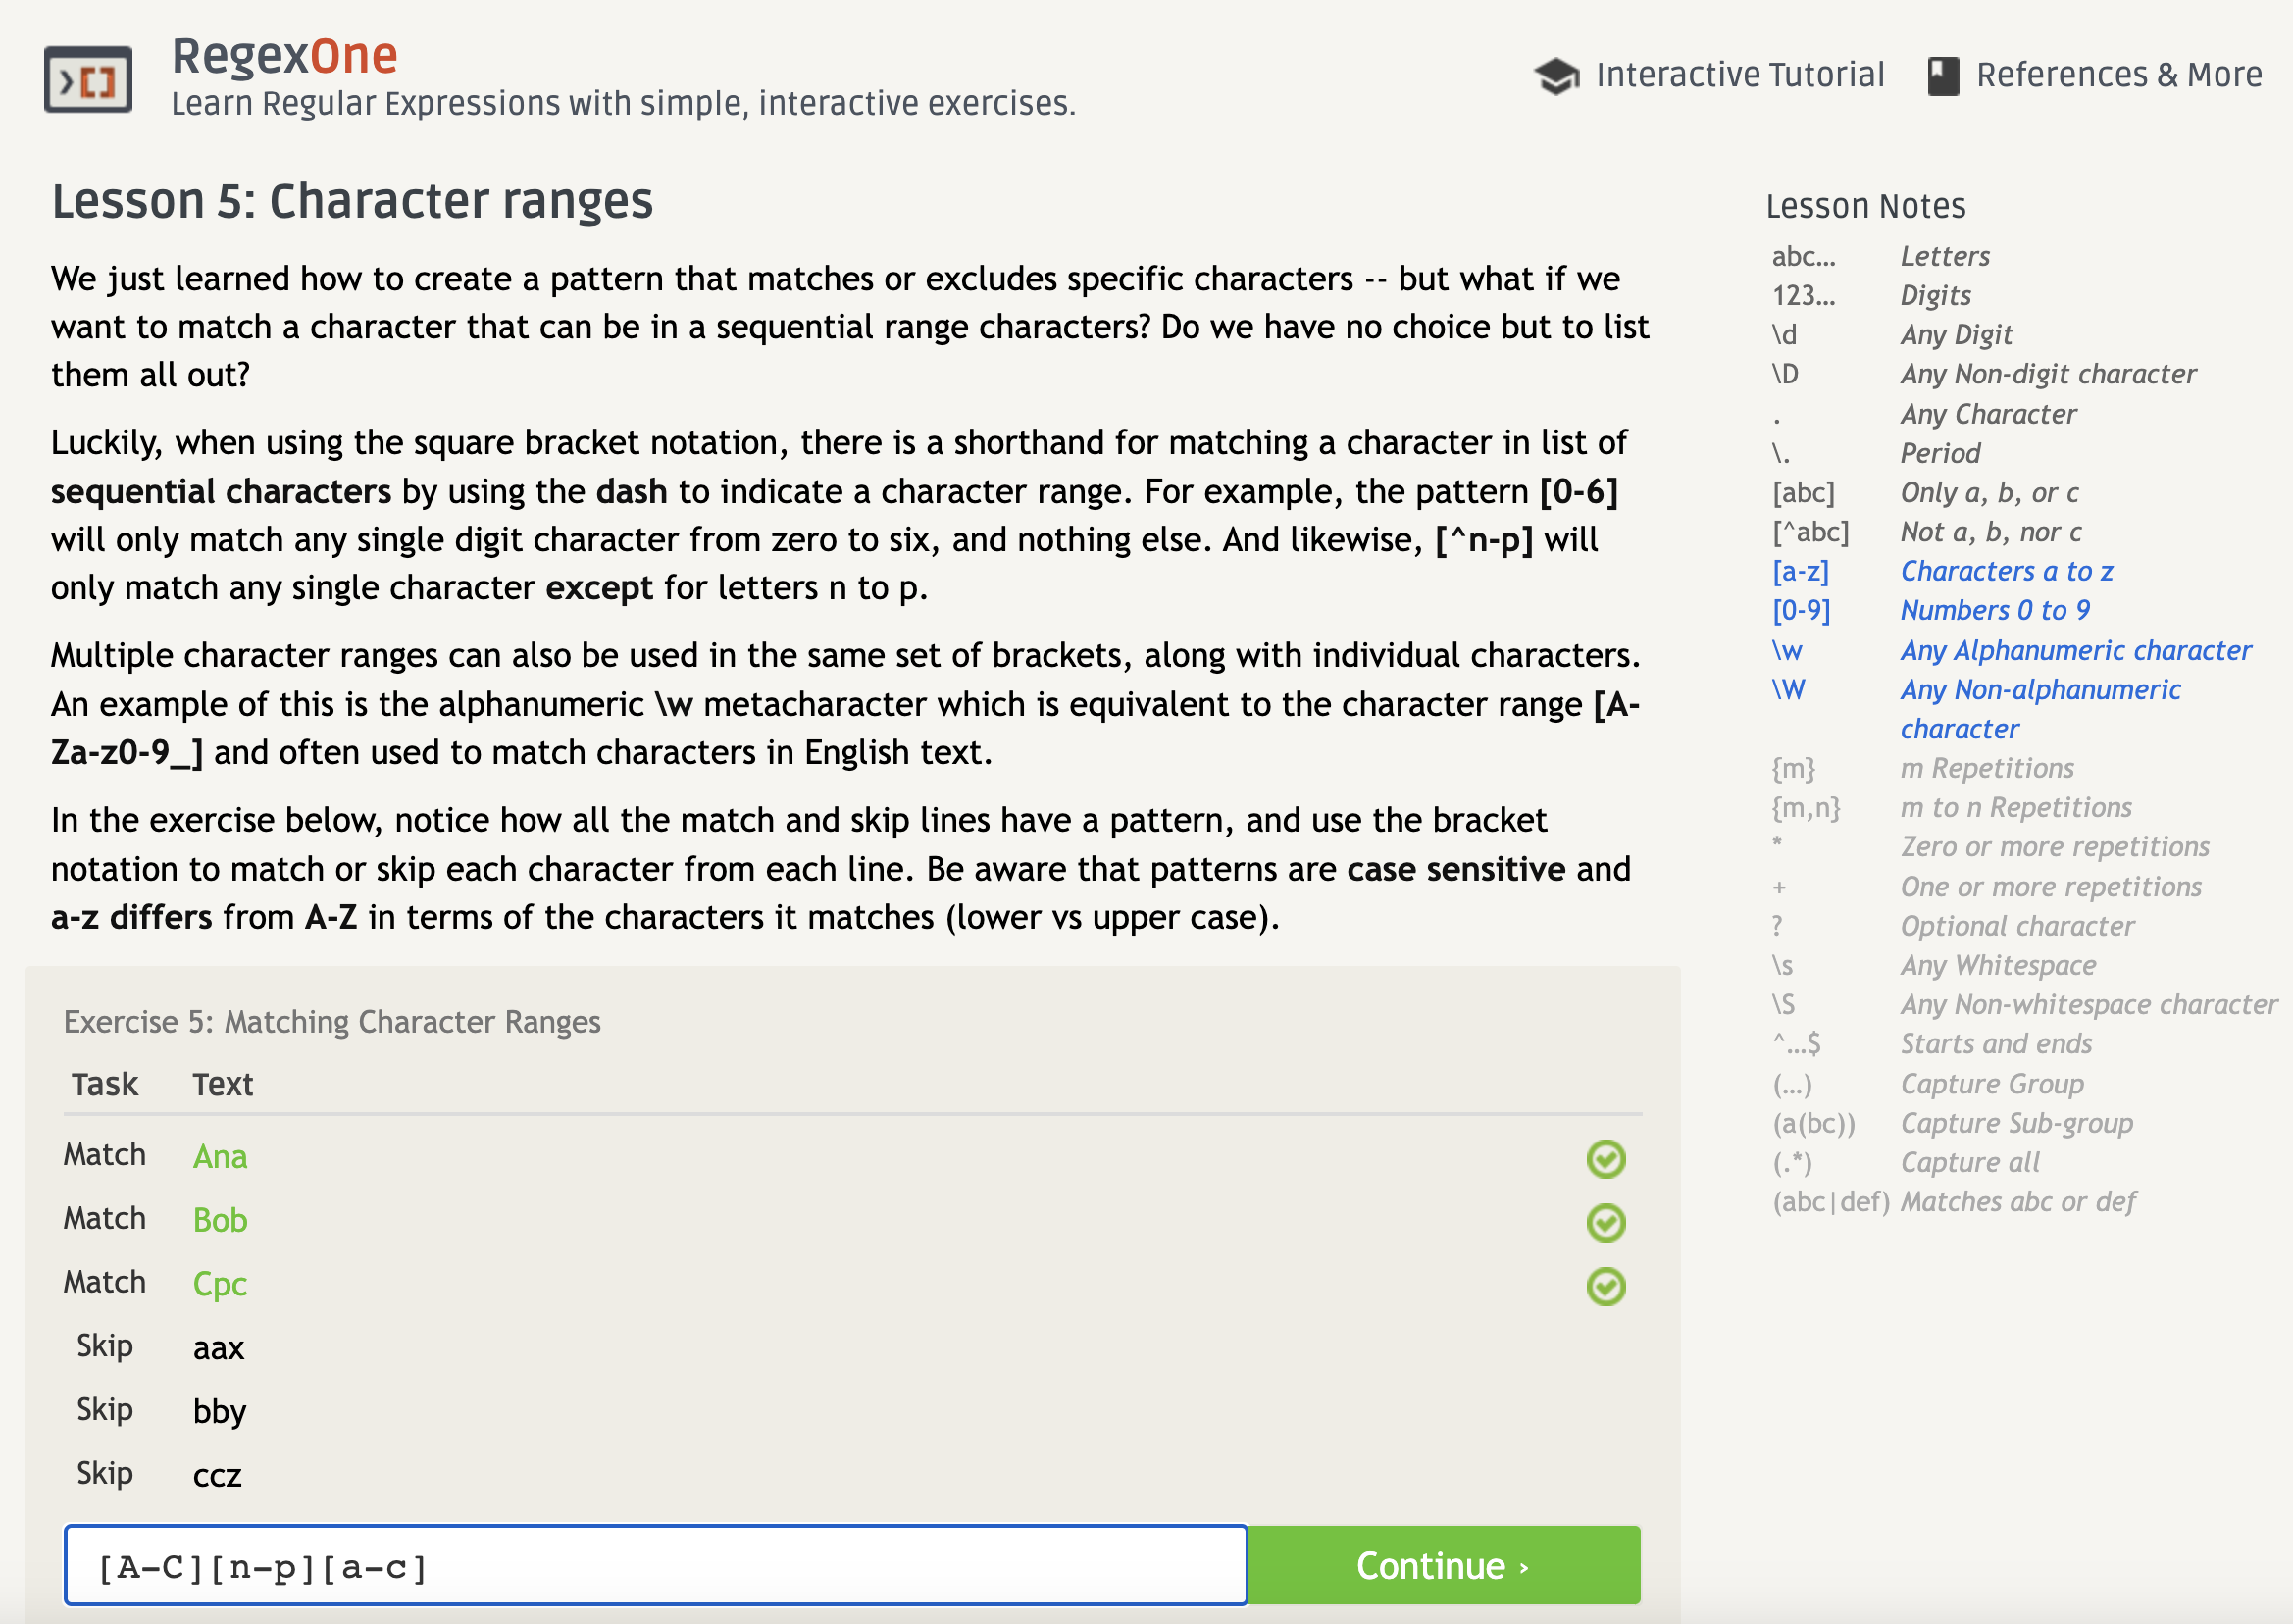 RegexOne
Learn Regular Expressions with simple, interactive exercises.
Interactive Tutorial
References & More
Lesson 5: Character ranges
We just learned how to create a pattern that matches or excludes specific characters -- but what if we
want to match a character that can be in a sequential range characters? Do we have no choice but to list
them all out?
Luckily, when using the square bracket notation, there is a shorthand for matching a character in list of
sequential characters by using the dash to indicate a character range. For example, the pattern [0-6]
will only match any single digit character from zero to six, and nothing else. And likewise, [^n-p] will
only match any single character except for letters n to p.
Multiple character ranges can also be used in the same set of brackets, along with individual characters.
An example of this is the alphanumeric \w metacharacter which is equivalent to the character range [A-
Za-z0-9_] and often used to match characters in English text.
In the exercise below, notice how all the match and skip lines have a pattern, and use the bracket
notation to match or skip each character from each line. Be aware that patterns are case sensitive and
a-z differs from A-Z in terms of the characters it matches (lower vs upper case).
Exercise 5: Matching Character Ranges
Task Text
Match Ana
Match Bob
Match Cpc
Skip aax
Skip bby
Skip ccz
[A-C][n-p][a-c]
Continue ›
Lesson Notes
abc… Letters
123… Digits
\d Any Digit
\D Any Non-digit character
. Any Character
\. Period
[abc] Only a, b, or c
[^abc] Not a, b, nor c
[a-z] Characters a to z
[0-9] Numbers 0 to 9
\w Any Alphanumeric character
\W Any Non-alphanumeric
character
{m} m Repetitions
{m,n} m to n Repetitions
* Zero or more repetitions
+ One or more repetitions
? Optional character
\s Any Whitespace
\S Any Non-whitespace character
^…$ Starts and ends
(…) Capture Group
(a(bc)) Capture Sub-group
(.*) Capture all
(abc|def) Matches abc or def